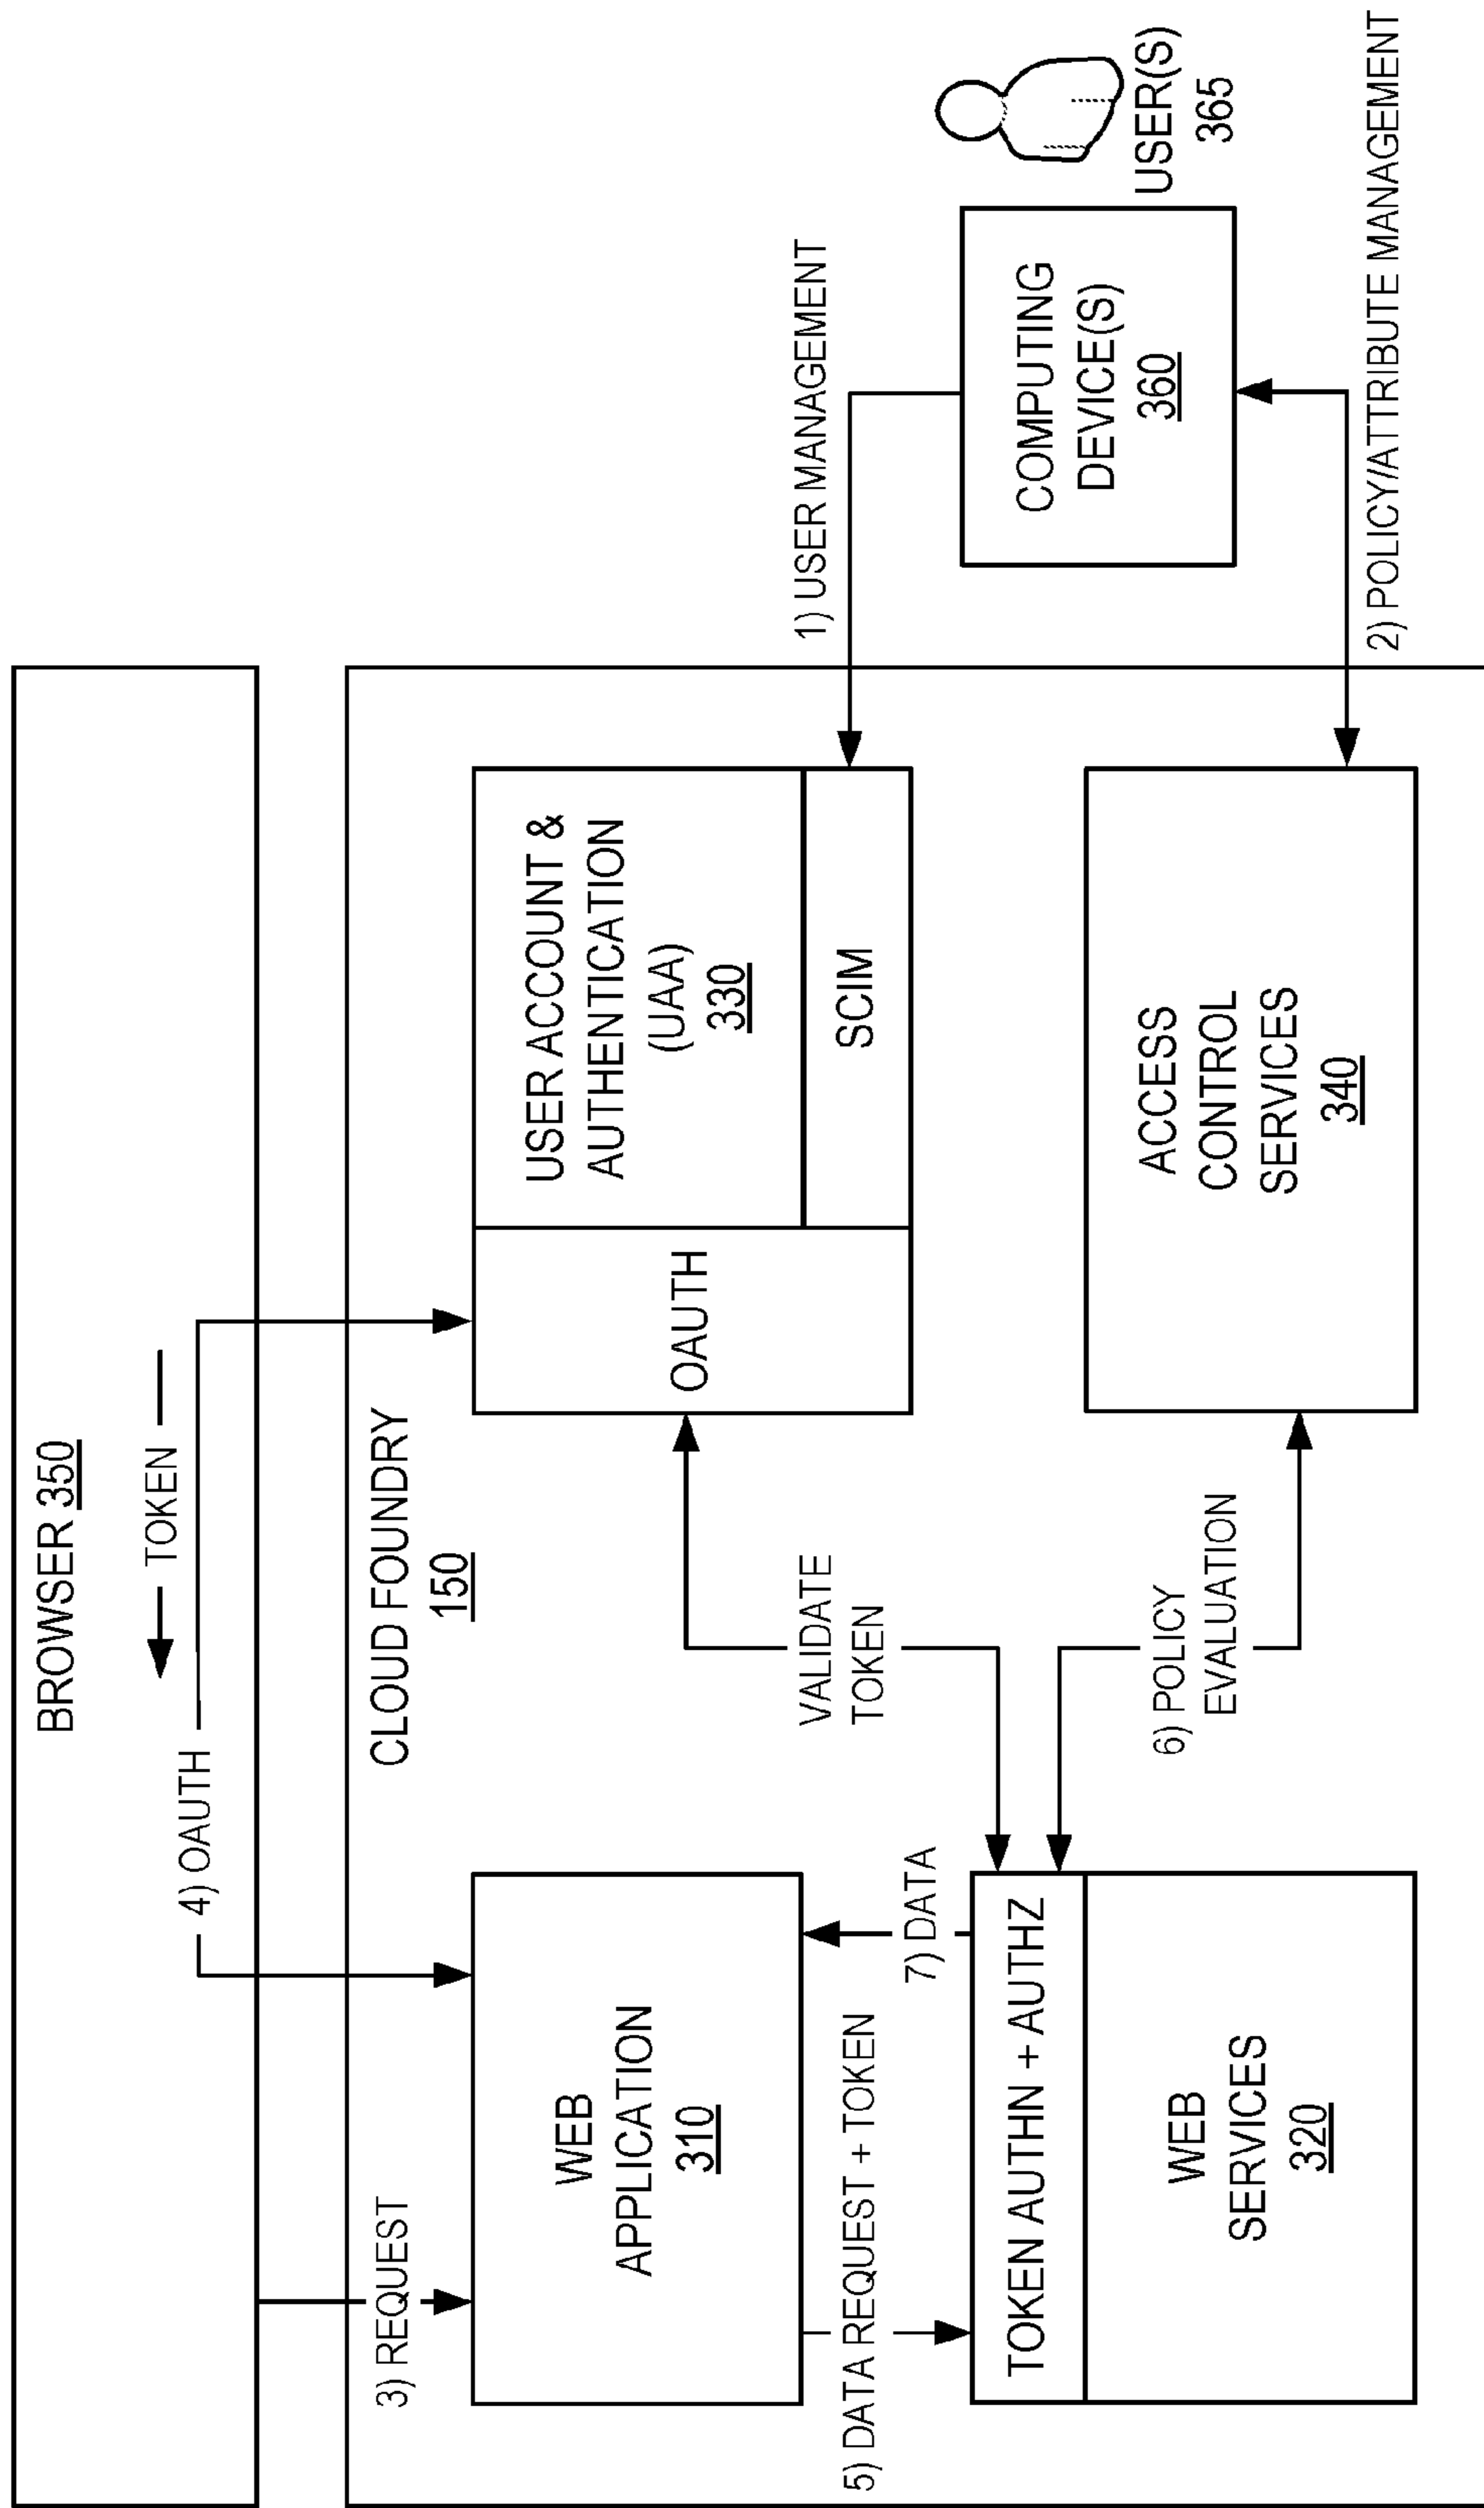 BROWSER 350
TOKEN
4) OAUTH
CLOUD FOUNDRY
150
3) REQUEST
WEB
APPLICATION
310
OAUTH
USER ACCOUNT &
AUTHENTICATION
(UAA)
330
SCIM
1) USER MANAGEMENT
5) DATA REQUEST + TOKEN
7) DATA
VALIDATE
TOKEN
TOKEN AUTHN + AUTHZ
WEB
SERVICES
320
6) POLICY
EVALUATION
ACCESS
CONTROL
SERVICES
340
COMPUTING
DEVICE(S)
360
USER(S)
365
2) POLICY/ATTRIBUTE MANAGEMENT